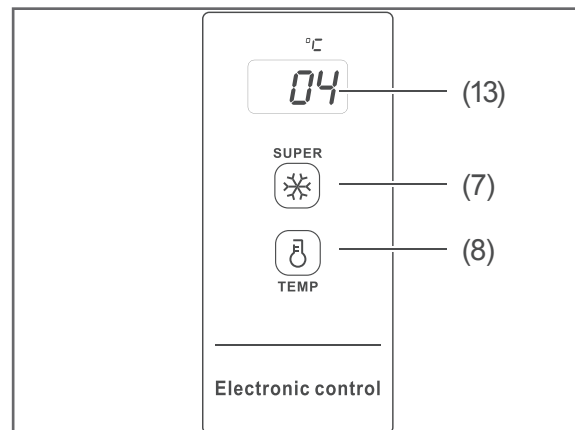 °C
04
(13)
SUPER
(7)
(8)
TEMP
Electronic control